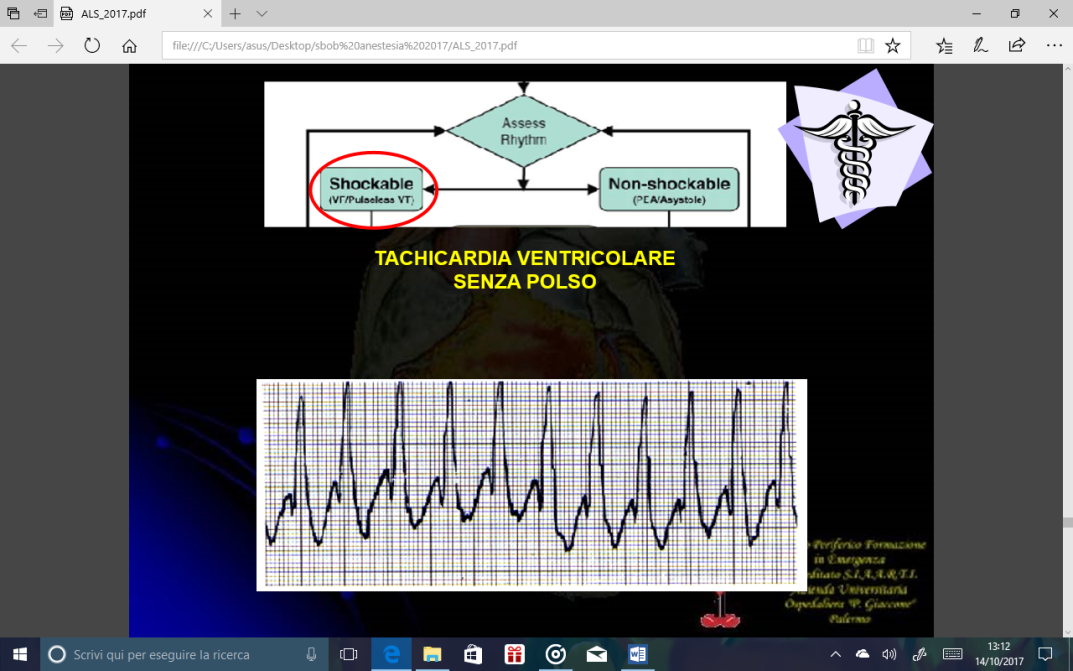 ALS_2017.pdf
file:///C:/Users/asus/Desktop/sbob%20anestesia%202017/ALS_2017.pdf
Assess
Rhythm
Shockable
(VF/Pulseless VT)
Non-shockable
(PEA/Asystole)
TACHICARDIA VENTRICOLARE
SENZA POLSO
Periferico Formazione
in Emergenza
S.I.A.A.R.T.I.
Azienda Universitaria
Ospedaliera "P. Giaccone"
Palermo
Scrivi qui per eseguire la ricerca
13:12
14/10/2017